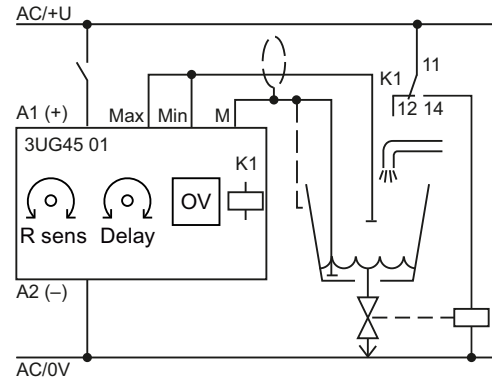 AC/+U
11
K1
12 14
A1 (+)
Max Min M
3UG45 01
K1
OV
R sens Delay
A2 (–)
AC/0V